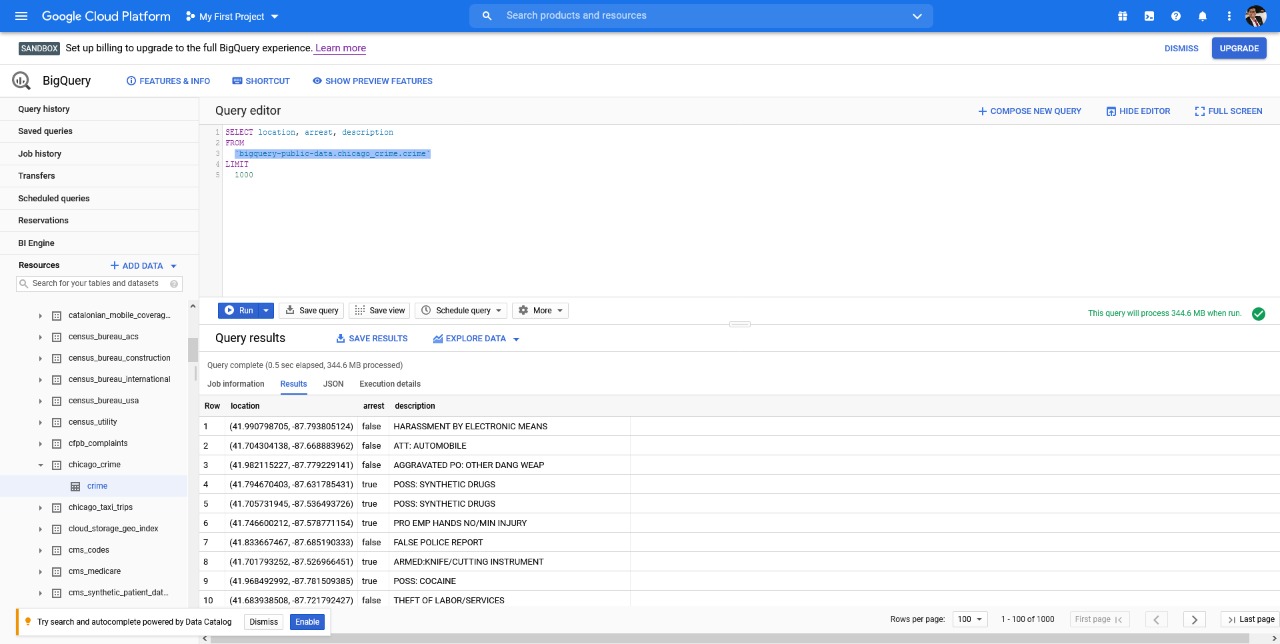 Google Cloud Platform My First Project Search products and resources
SANDBOX Set up billing to upgrade to the full BigQuery experience. Learn more DISMISS UPGRADE
BigQuery FEATURES & INFO SHORTCUT SHOW PREVIEW FEATURES
Query history
Saved queries
Job history
Transfers
Scheduled queries
Reservations
BI Engine
Resources ADD DATA
Search for your tables and datasets
catalonian_mobile_coverag...
census_bureau_acs
census_bureau_construction
census_bureau_international
census_bureau_usa
census_utility
cfpb_complaints
chicago_crime
crime
chicago_taxi_trips
cloud_storage_geo_index
cms_codes
cms_medicare
cms_synthetic_patient_dat...
Try search and autocomplete powered by Data Catalog Dismiss Enable
Query editor COMPOSE NEW QUERY HIDE EDITOR FULL SCREEN
1 SELECT location, arrest, description
2 FROM
3 `bigquery-public-data.chicago_crime.crime`
4 LIMIT
5 1000
Run Save query Save view Schedule query More This query will process 344.6 MB when run.
Query results SAVE RESULTS EXPLORE DATA
Query complete (0.5 sec elapsed, 344.6 MB processed)
Job information Results JSON Execution details
Row location arrest description
1 (41.990798705, -87.793805124) false HARASSMENT BY ELECTRONIC MEANS
2 (41.704304138, -87.668883962) false ATT: AUTOMOBILE
3 (41.982115227, -87.779229141) false AGGRAVATED PO: OTHER DANG WEAP
4 (41.794670403, -87.631785431) true POSS: SYNTHETIC DRUGS
5 (41.705731945, -87.536493726) true POSS: SYNTHETIC DRUGS
6 (41.746600212, -87.578771154) true PRO EMP HANDS NO/MIN INJURY
7 (41.833667467, -87.685190333) false FALSE POLICE REPORT
8 (41.701793252, -87.526966451) true ARMED:KNIFE/CUTTING INSTRUMENT
9 (41.968492992, -87.781509385) true POSS: COCAINE
10 (41.683938508, -87.721792427) false THEFT OF LABOR/SERVICES
Rows per page: 100 1 - 100 of 1000 First page Last page